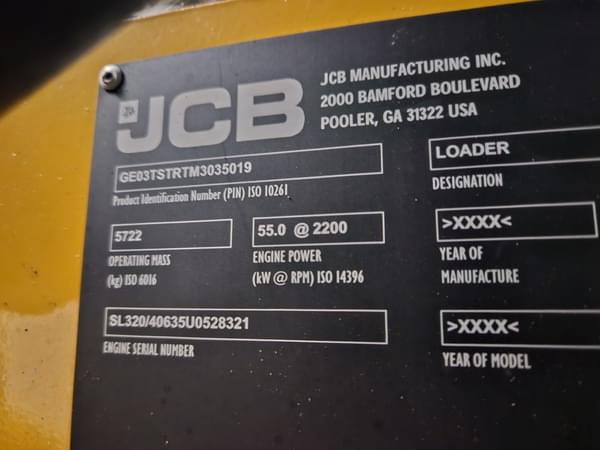 JCB
JCB MANUFACTURING INC.
2000 BAMFORD BOULEVARD
POOLER, GA 31322 USA
GE03TSTRTM3035019
Product Identification Number (PIN) ISO 10261
LOADER
DESIGNATION
5722
OPERATING MASS
(kg) ISO 6016
55.0 @ 2200
ENGINE POWER
(kW @ RPM) ISO 14396
>XXXX<
YEAR OF
MANUFACTURE
SL320/40635U0528321
ENGINE SERIAL NUMBER
>XXXX<
YEAR OF MODEL